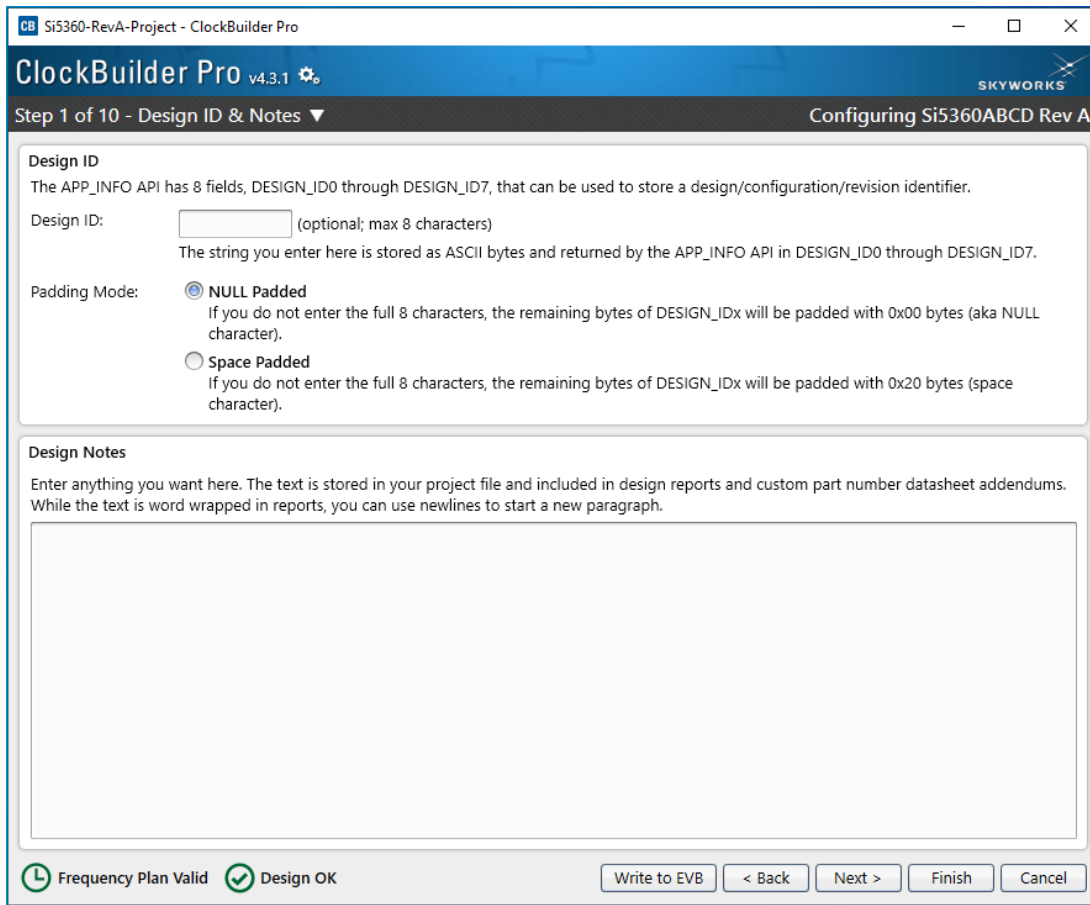 CB Si5360-RevA-Project - ClockBuilder Pro
ClockBuilder Pro v4.3.1
SKYWORKS
Step 1 of 10 - Design ID & Notes ▼ Configuring Si5360ABCD Rev A
Design ID
The APP_INFO API has 8 fields, DESIGN_ID0 through DESIGN_ID7, that can be used to store a design/configuration/revision identifier.
Design ID: (optional; max 8 characters)
The string you enter here is stored as ASCII bytes and returned by the APP_INFO API in DESIGN_ID0 through DESIGN_ID7.
Padding Mode: NULL Padded
If you do not enter the full 8 characters, the remaining bytes of DESIGN_IDx will be padded with 0x00 bytes (aka NULL
character).
Space Padded
If you do not enter the full 8 characters, the remaining bytes of DESIGN_IDx will be padded with 0x20 bytes (space
character).
Design Notes
Enter anything you want here. The text is stored in your project file and included in design reports and custom part number datasheet addendums.
While the text is word wrapped in reports, you can use newlines to start a new paragraph.
Frequency Plan Valid Design OK Write to EVB < Back Next > Finish Cancel